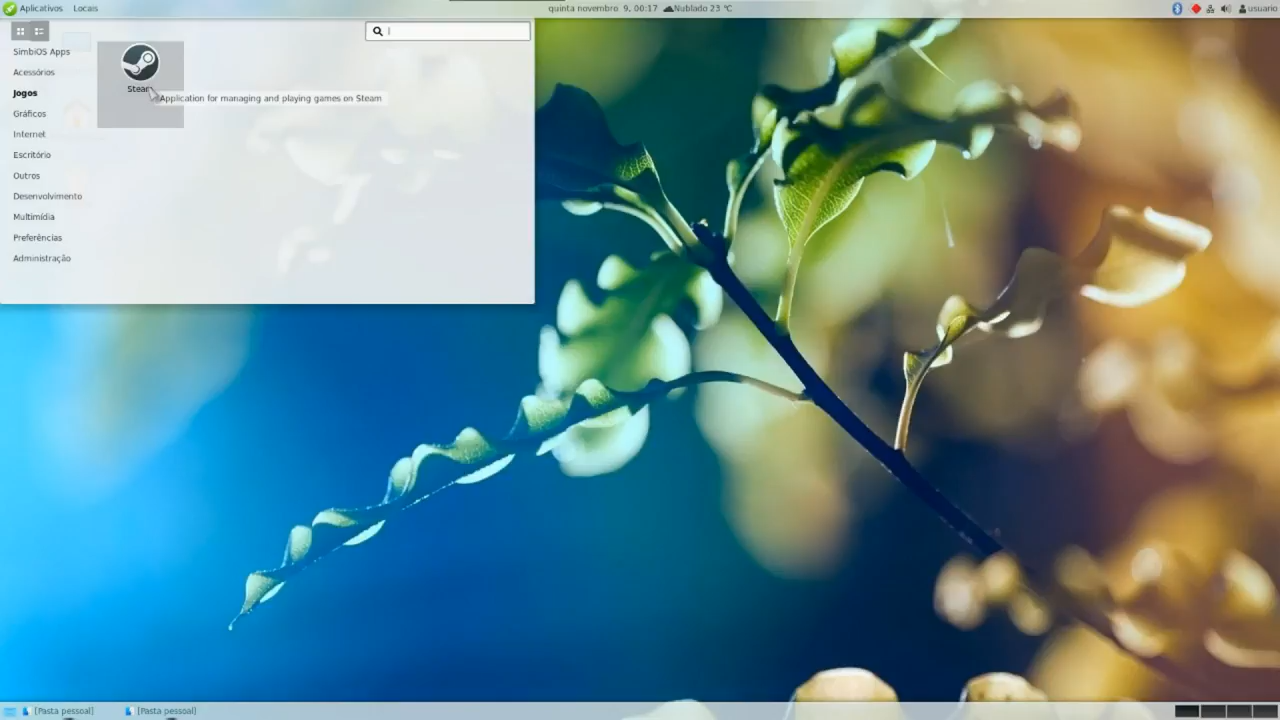 Aplicativos Locais quinta novembro 9, 00:17 Nublado 23 °C usuario
SimbiOS Apps
Acessórios
Jogos
Gráficos
Internet
Escritório
Outros
Desenvolvimento
Multimídia
Preferências
Administração
Steam
Application for managing and playing games on Steam
[Pasta pessoal] [Pasta pessoal]